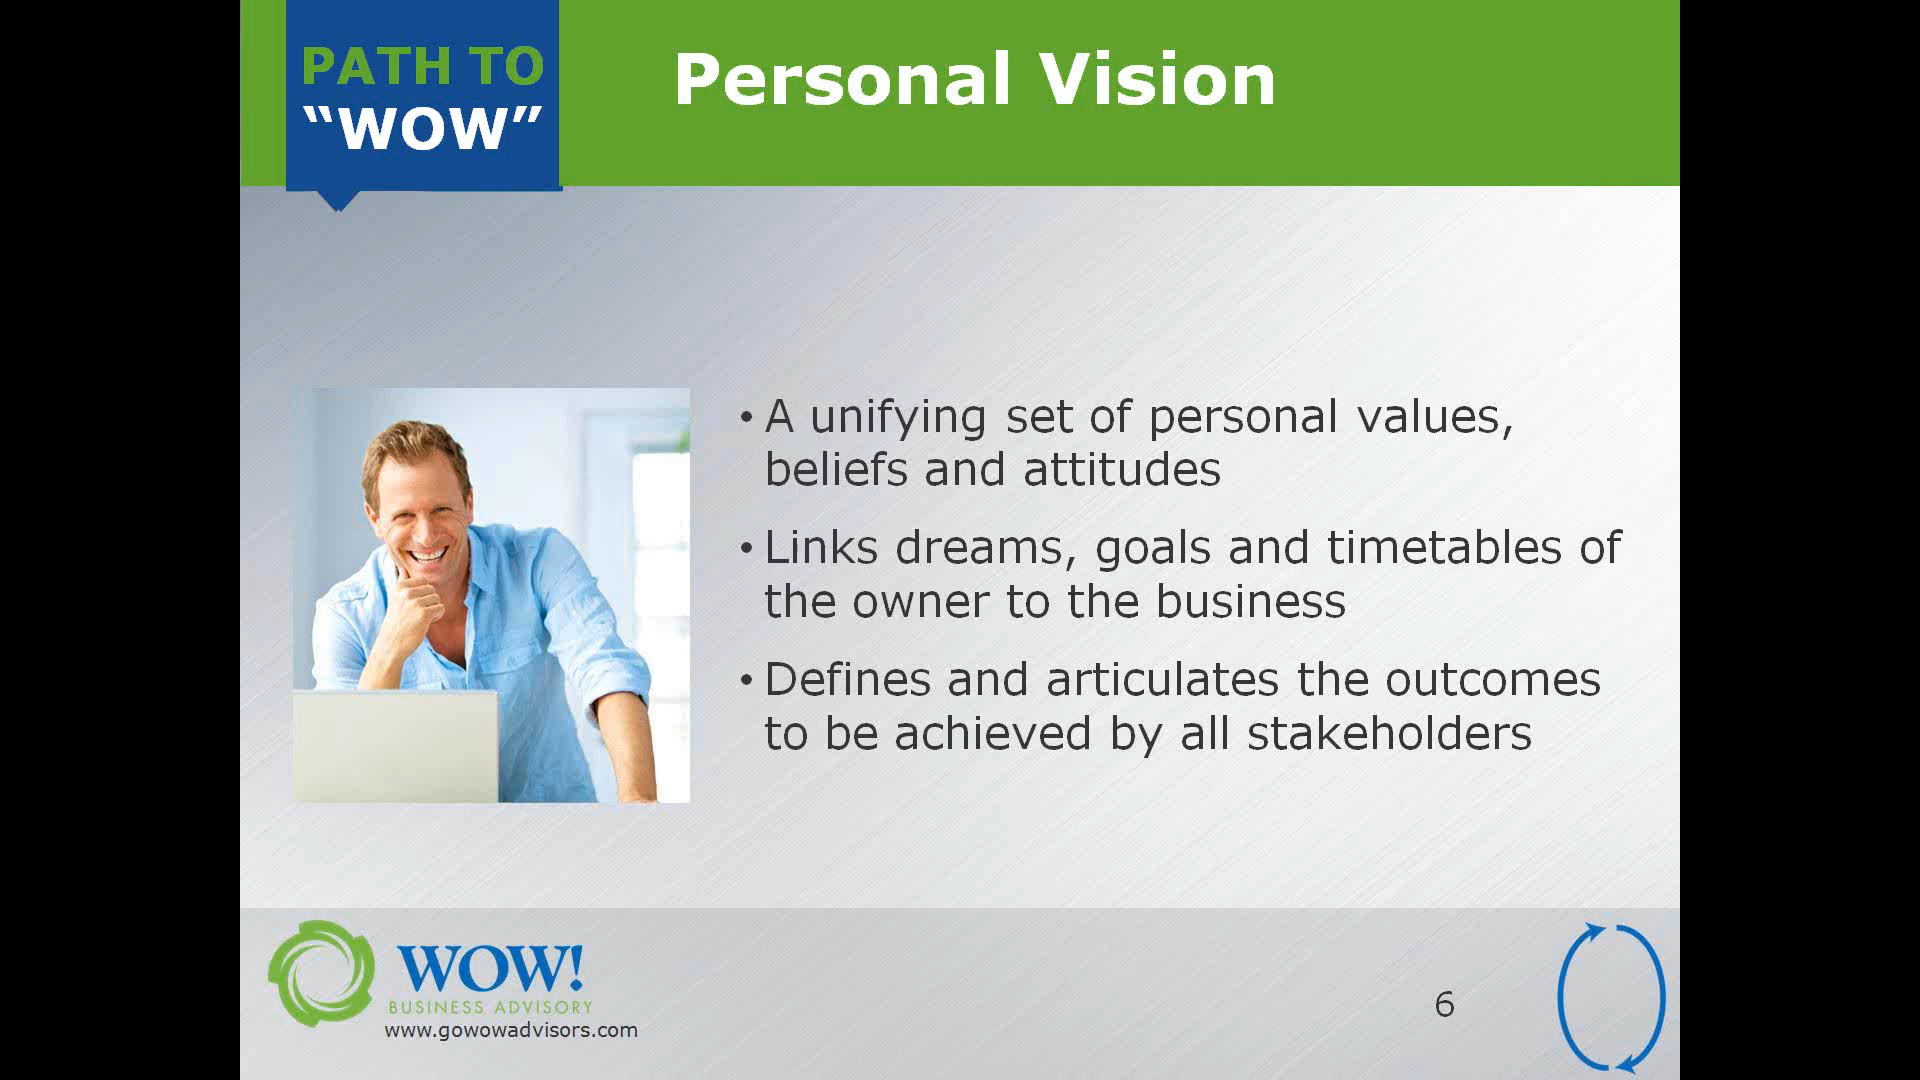 PATH TO
“WOW”
Personal Vision
• A unifying set of personal values,
beliefs and attitudes
• Links dreams, goals and timetables of
the owner to the business
• Defines and articulates the outcomes
to be achieved by all stakeholders
WOW!
BUSINESS ADVISORY
www.gowowadvisors.com
6